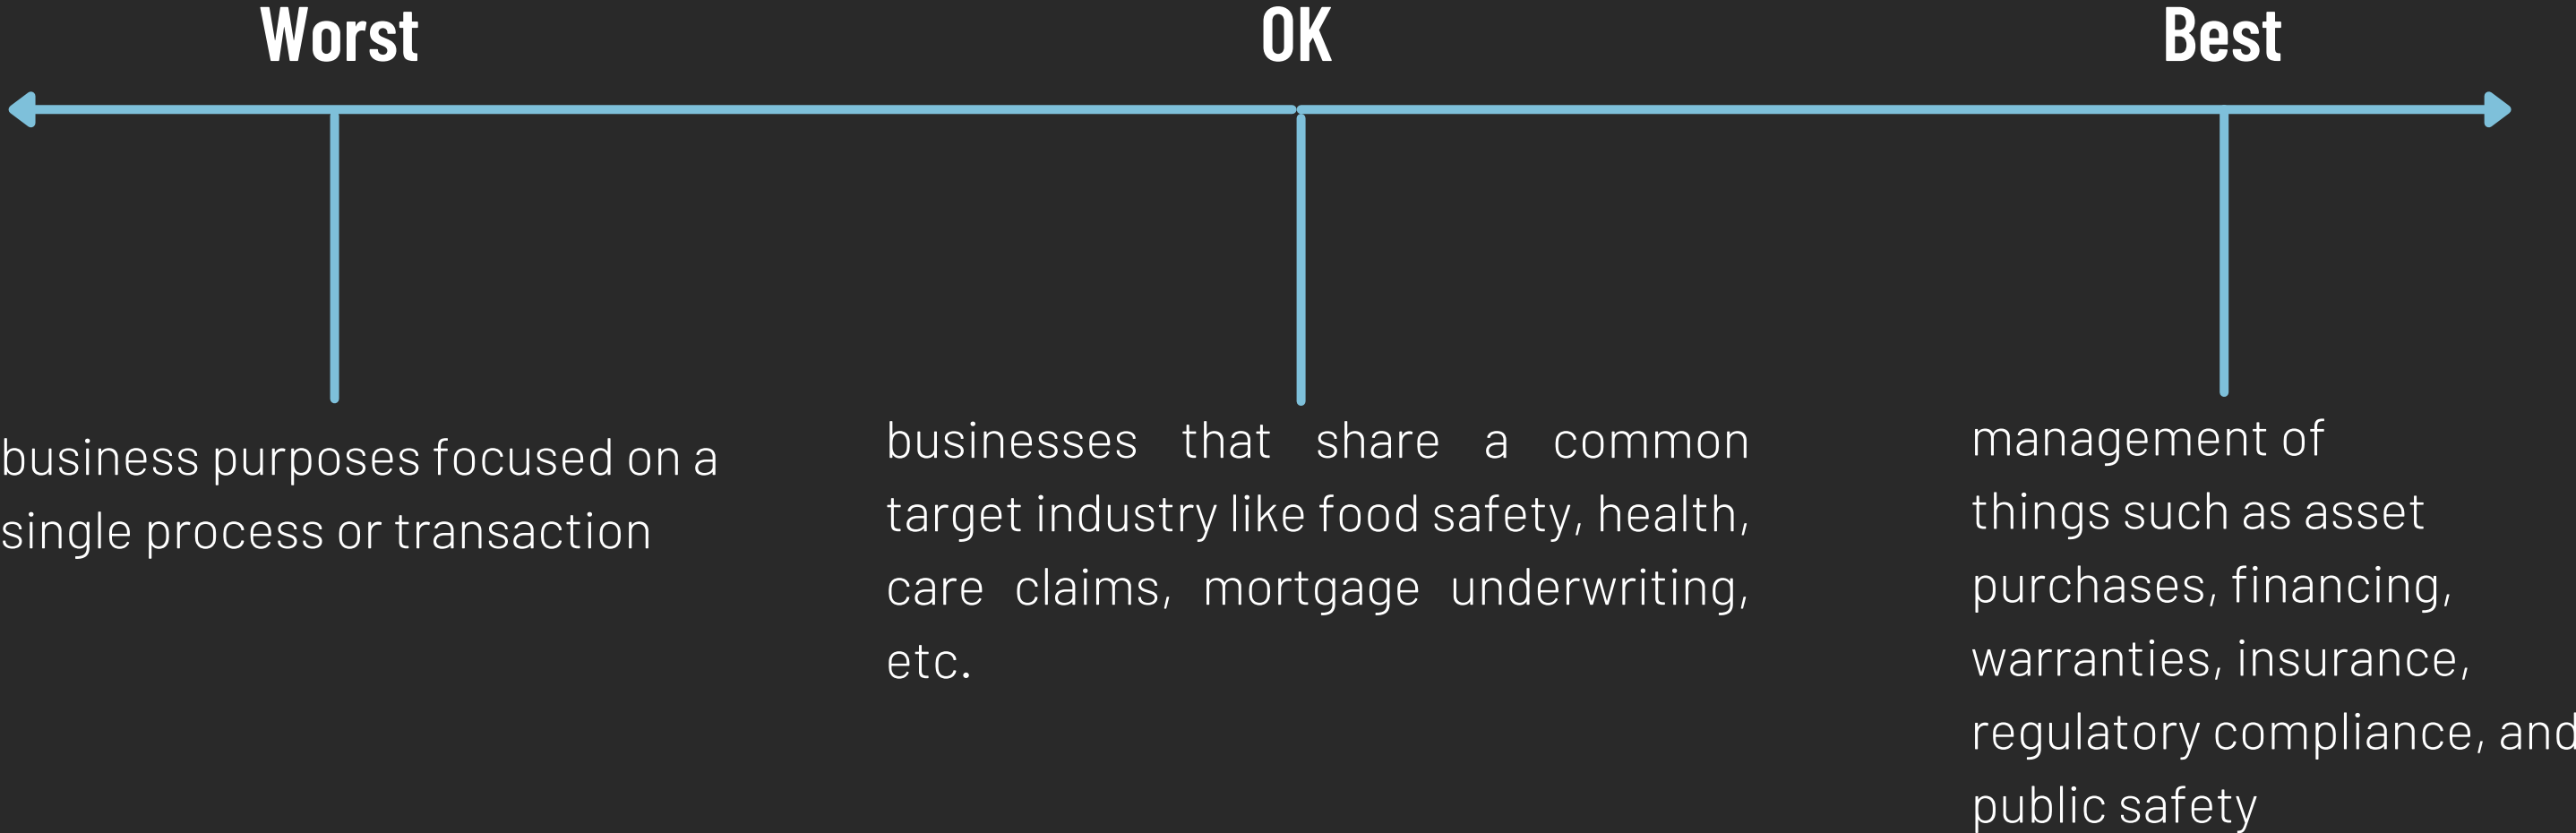 Worst
OK
Best
business purposes focused on a
single process or transaction
businesses that share a common
target industry like food safety, health,
care claims, mortgage underwriting,
etc.
management of
things such as asset
purchases, financing,
warranties, insurance,
regulatory compliance, and
public safety